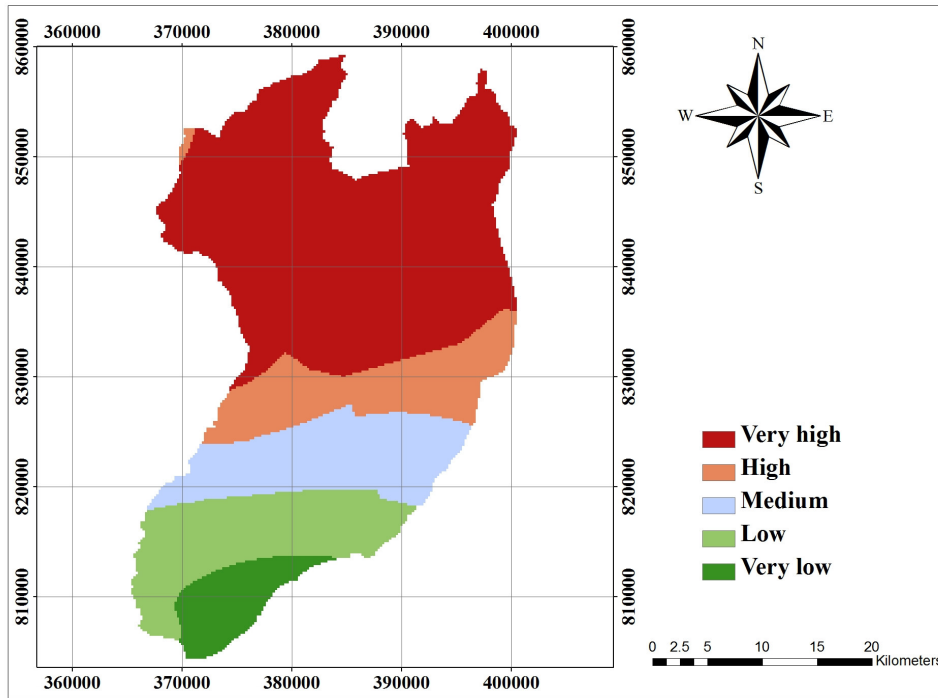 360000 370000 380000 390000 400000
860000 860000
850000 850000
840000 840000
830000 830000
820000 820000
810000 810000
360000 370000 380000 390000 400000
N
W E
S
Very high
High
Medium
Low
Very low
0 2.5 5 10 15 20
Kilometers